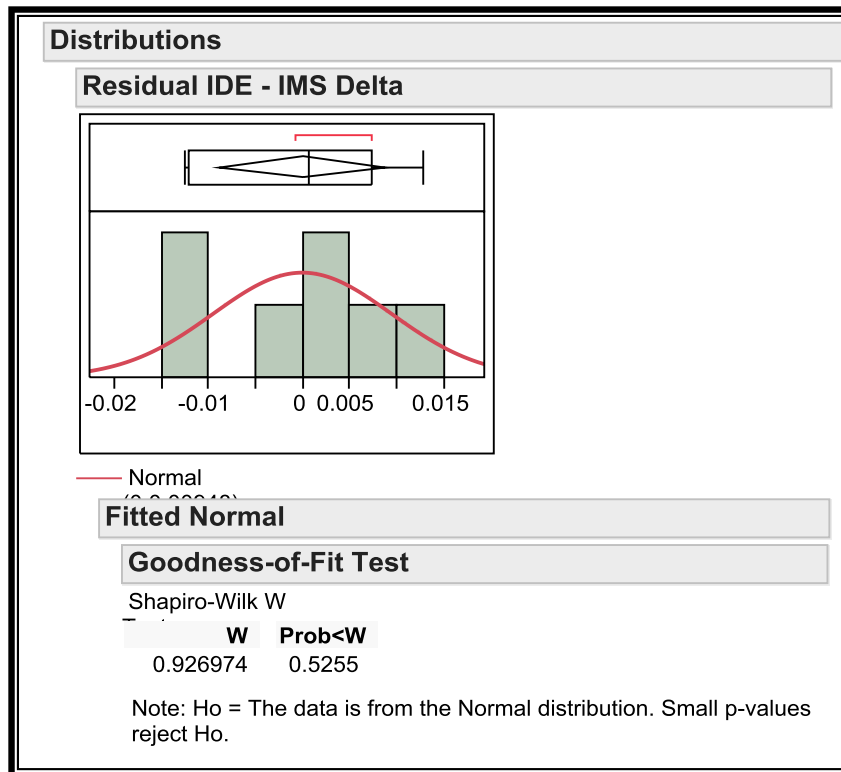 Distributions
Residual IDE - IMS Delta
-0.02 -0.01 0 0.005 0.015
Normal
Fitted Normal
Goodness-of-Fit Test
Shapiro-Wilk W
W Prob<W
0.926974 0.5255
Note: Ho = The data is from the Normal distribution. Small p-values
reject Ho.